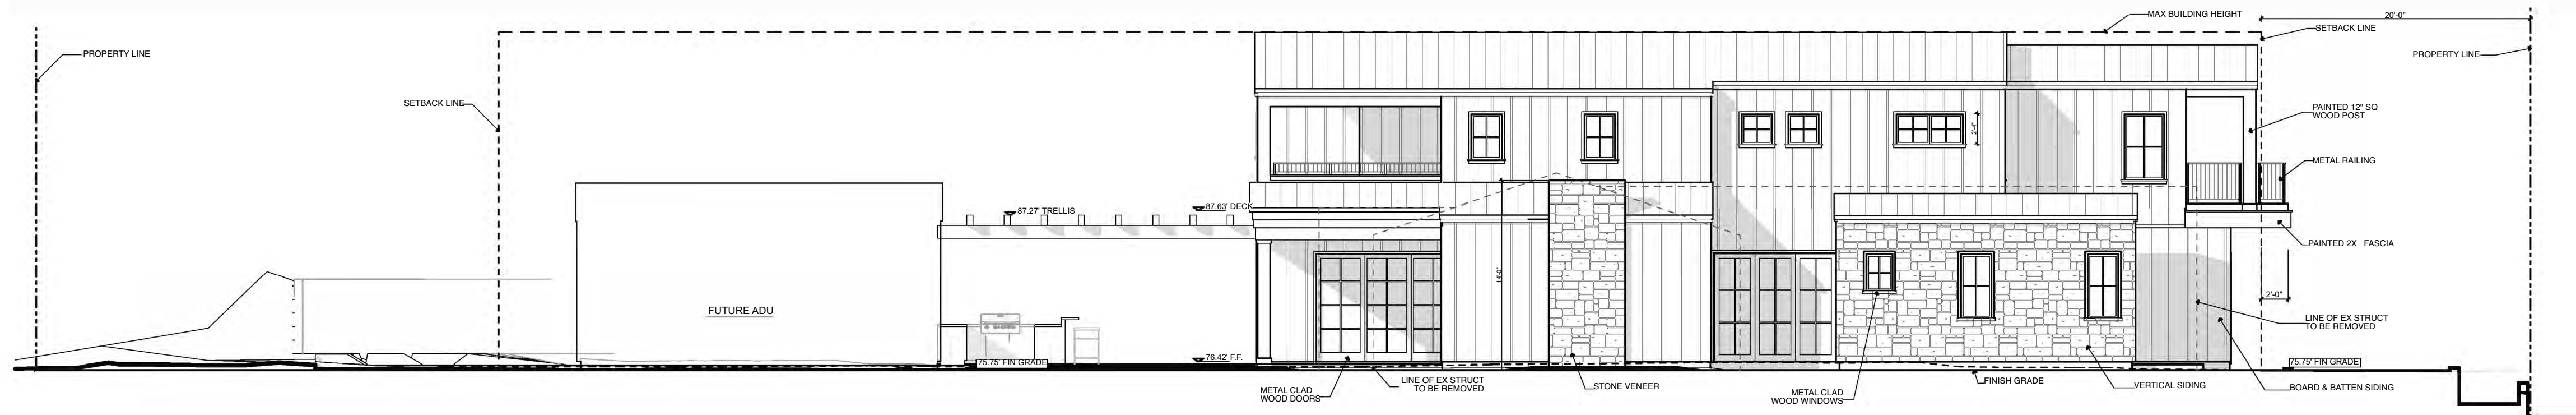 MAX BUILDING HEIGHT
20'-0"
SETBACK LINE
PROPERTY LINE
PROPERTY LINE
SETBACK LINE
PAINTED 12" SQ
WOOD POST
2'-4"
METAL RAILING
87.27' TRELLIS
87.63' DECK
PAINTED 2X_ FASCIA
14'-0"
2'-0"
FUTURE ADU
LINE OF EX STRUCT
TO BE REMOVED
75.75' FIN GRADE
76.42' F.F.
75.75' FIN GRADE
METAL CLAD
WOOD DOORS
LINE OF EX STRUCT
TO BE REMOVED
STONE VENEER
METAL CLAD
WOOD WINDOWS
FINISH GRADE
VERTICAL SIDING
BOARD & BATTEN SIDING